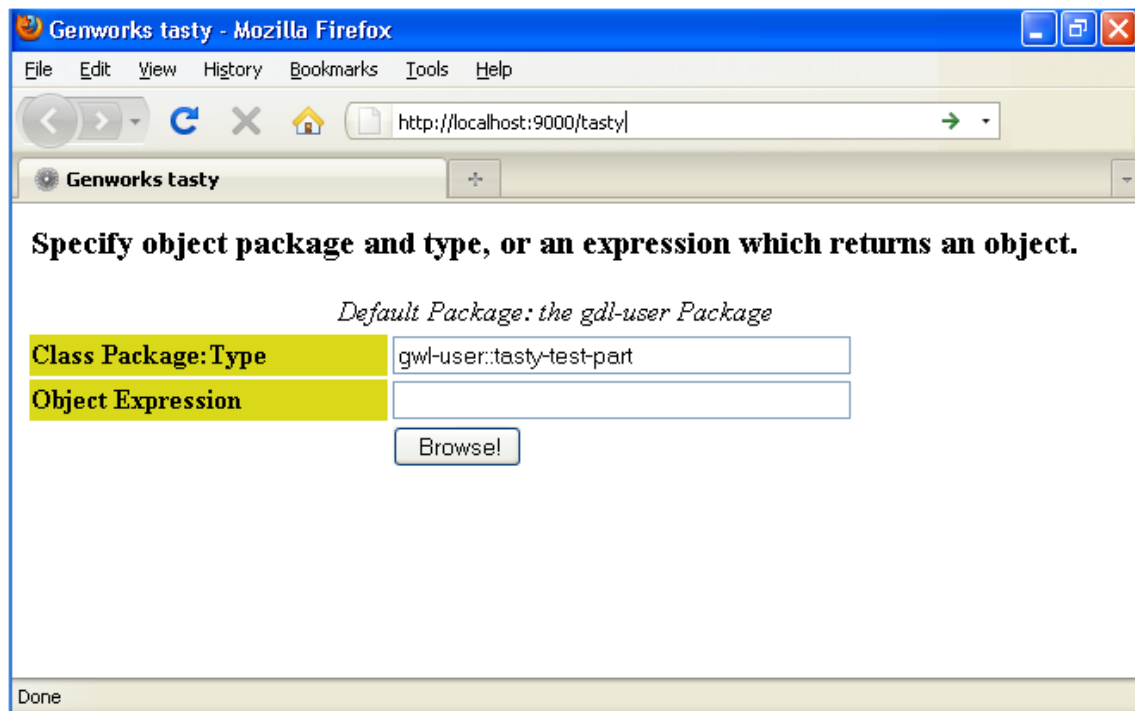 Genworks tasty - Mozilla Firefox
File Edit View History Bookmarks Tools Help
http://localhost:9000/tasty
Genworks tasty
Specify object package and type, or an expression which returns an object.
Default Package: the gdl-user Package
Class Package:Type gwl-user::tasty-test-part
Object Expression
Browse!
Done